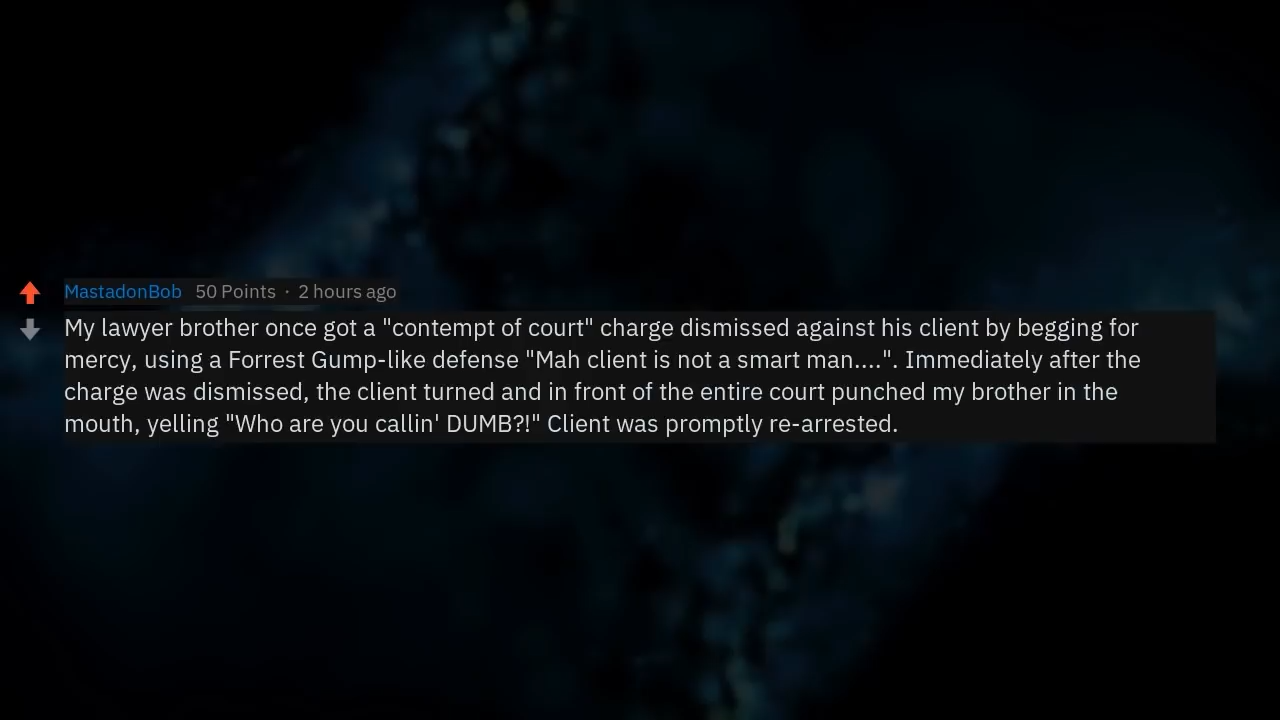 MastadonBob 50 Points · 2 hours ago
My lawyer brother once got a "contempt of court" charge dismissed against his client by begging for
mercy, using a Forrest Gump-like defense "Mah client is not a smart man....". Immediately after the
charge was dismissed, the client turned and in front of the entire court punched my brother in the
mouth, yelling "Who are you callin' DUMB?!" Client was promptly re-arrested.